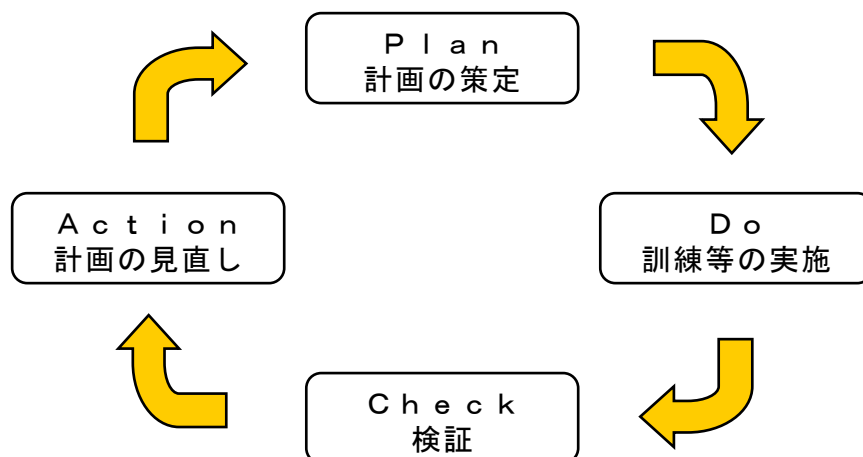 Ｐｌａｎ
計画の策定
Ｄｏ
訓練等の実施
Ｃｈｅｃｋ
検証
Ａｃｔｉｏｎ
計画の見直し